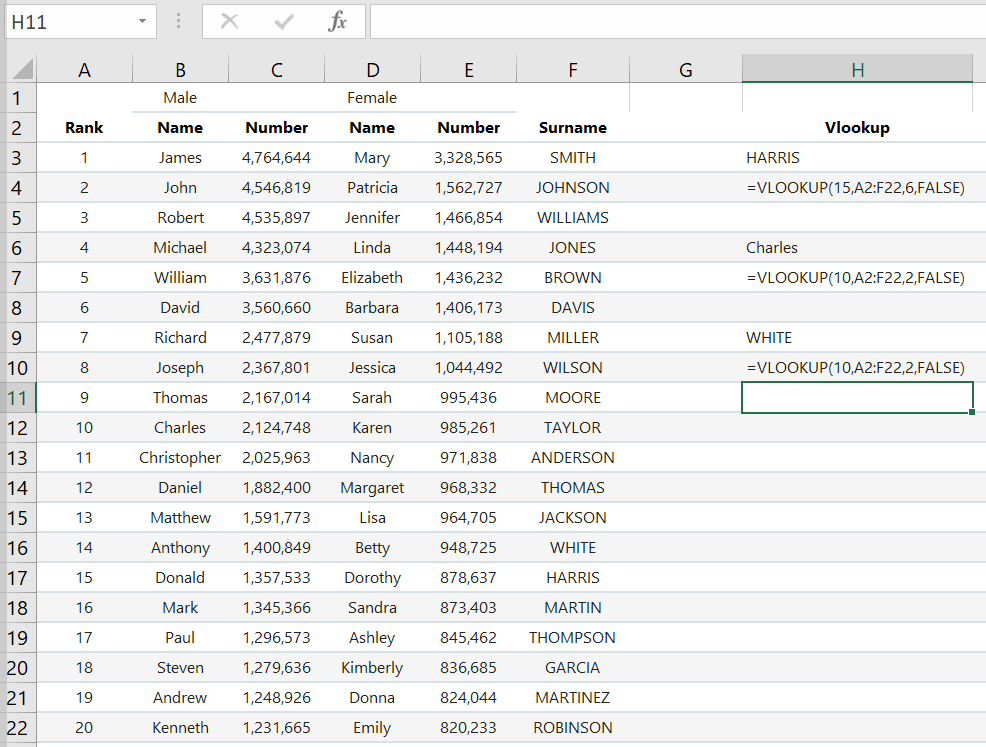 H11 fx
A B C D E F G H
1 Male Female
2 Rank Name Number Name Number Surname Vlookup
3 1 James 4,764,644 Mary 3,328,565 SMITH HARRIS
4 2 John 4,546,819 Patricia 1,562,727 JOHNSON =VLOOKUP(15,A2:F22,6,FALSE)
5 3 Robert 4,535,897 Jennifer 1,466,854 WILLIAMS
6 4 Michael 4,323,074 Linda 1,448,194 JONES Charles
7 5 William 3,631,876 Elizabeth 1,436,232 BROWN =VLOOKUP(10,A2:F22,2,FALSE)
8 6 David 3,560,660 Barbara 1,406,173 DAVIS
9 7 Richard 2,477,879 Susan 1,105,188 MILLER WHITE
10 8 Joseph 2,367,801 Jessica 1,044,492 WILSON =VLOOKUP(10,A2:F22,2,FALSE)
11 9 Thomas 2,167,014 Sarah 995,436 MOORE
12 10 Charles 2,124,748 Karen 985,261 TAYLOR
13 11 Christopher 2,025,963 Nancy 971,838 ANDERSON
14 12 Daniel 1,882,400 Margaret 968,332 THOMAS
15 13 Matthew 1,591,773 Lisa 964,705 JACKSON
16 14 Anthony 1,400,849 Betty 948,725 WHITE
17 15 Donald 1,357,533 Dorothy 878,637 HARRIS
18 16 Mark 1,345,366 Sandra 873,403 MARTIN
19 17 Paul 1,296,573 Ashley 845,462 THOMPSON
20 18 Steven 1,279,636 Kimberly 836,685 GARCIA
21 19 Andrew 1,248,926 Donna 824,044 MARTINEZ
22 20 Kenneth 1,231,665 Emily 820,233 ROBINSON